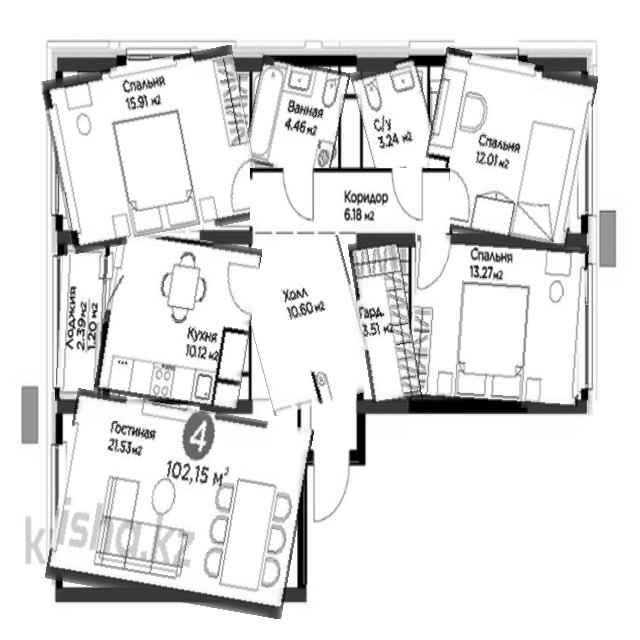 Спальня
15.91 м2
Ванная
4.46 м2
С/У
3.24 м2
Спальня
12.01 м2
Коридор
6.18 м2
Спальня
13.27 м2
Лоджия
2.39 м2
1.20 м2
Холл
10.60 м2
Гард.
3.51 м2
Кухня
10.12 м2
Гостиная
21.53 м2
4
102,15 м²
kisha.kz